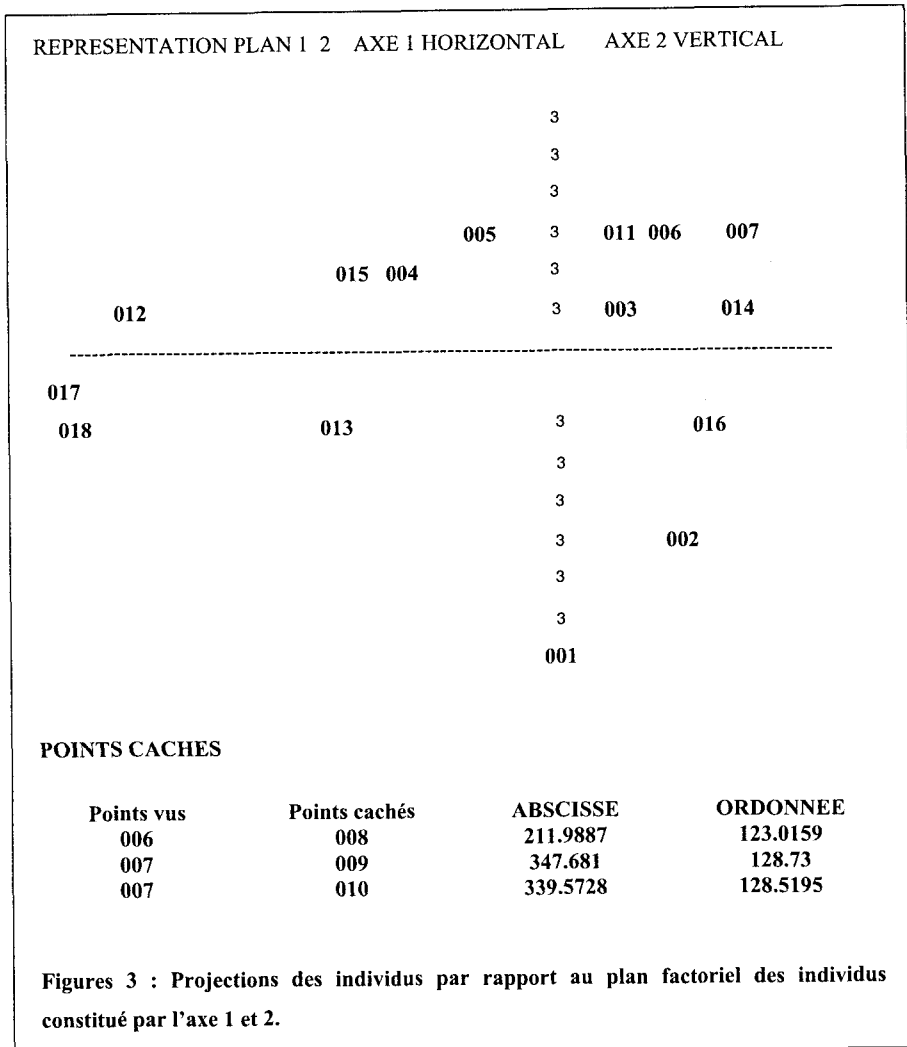 REPRESENTATION PLAN 1 2 AXE 1 HORIZONTAL AXE 2 VERTICAL
3
3
3
005 3 011 006 007
015 004 3
012 3 003 014
--------------------------------------------------------------------------------
017
018 013 3 016
3
3
3 002
3
3
001
POINTS CACHES
Points vus Points cachés ABSCISSE ORDONNEE
006 008 211.9887 123.0159
007 009 347.681 128.73
007 010 339.5728 128.5195
Figures 3 : Projections des individus par rapport au plan factoriel des individus
constitué par l'axe 1 et 2.